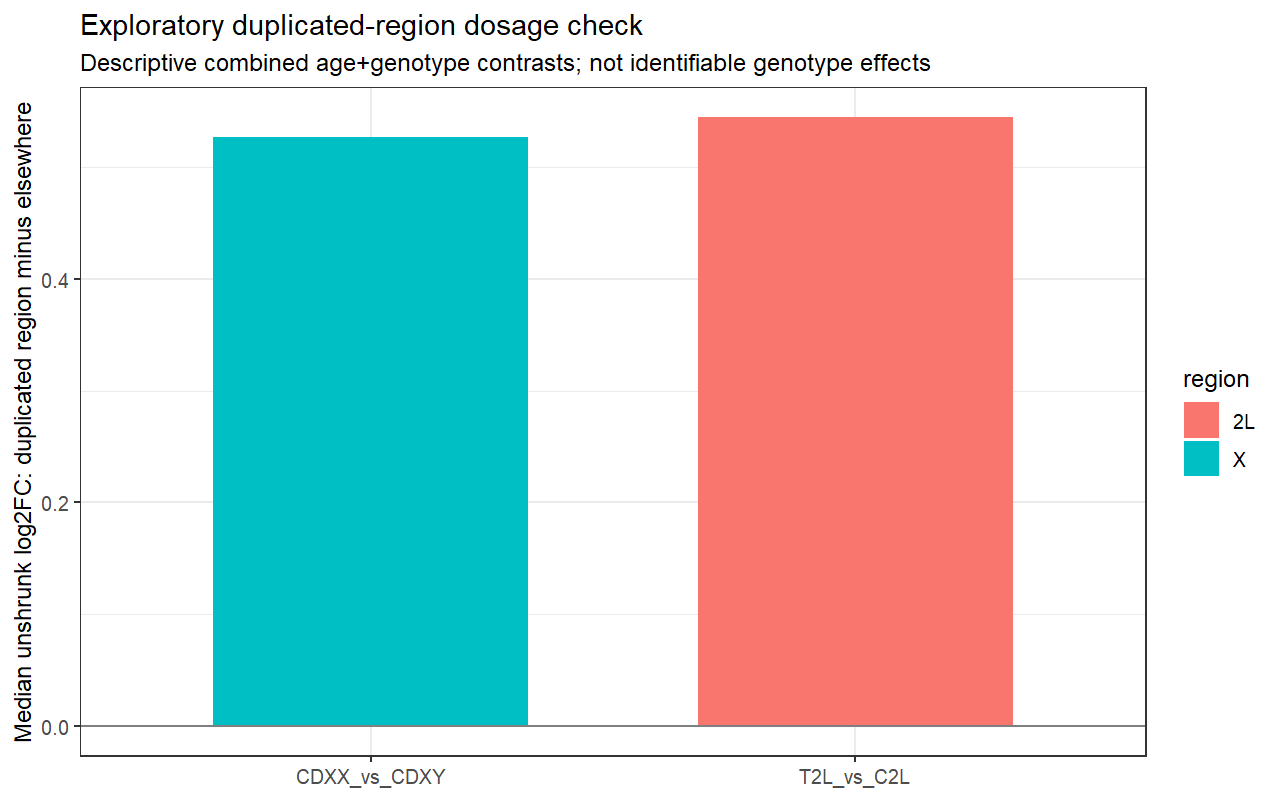 Exploratory duplicated-region dosage check
Descriptive combined age+genotype contrasts; not identifiable genotype effects
Median unshrunk log2FC: duplicated region minus elsewhere
0.4
0.2
0.0
CDXX_vs_CDXY
T2L_vs_C2L
region
2L
X